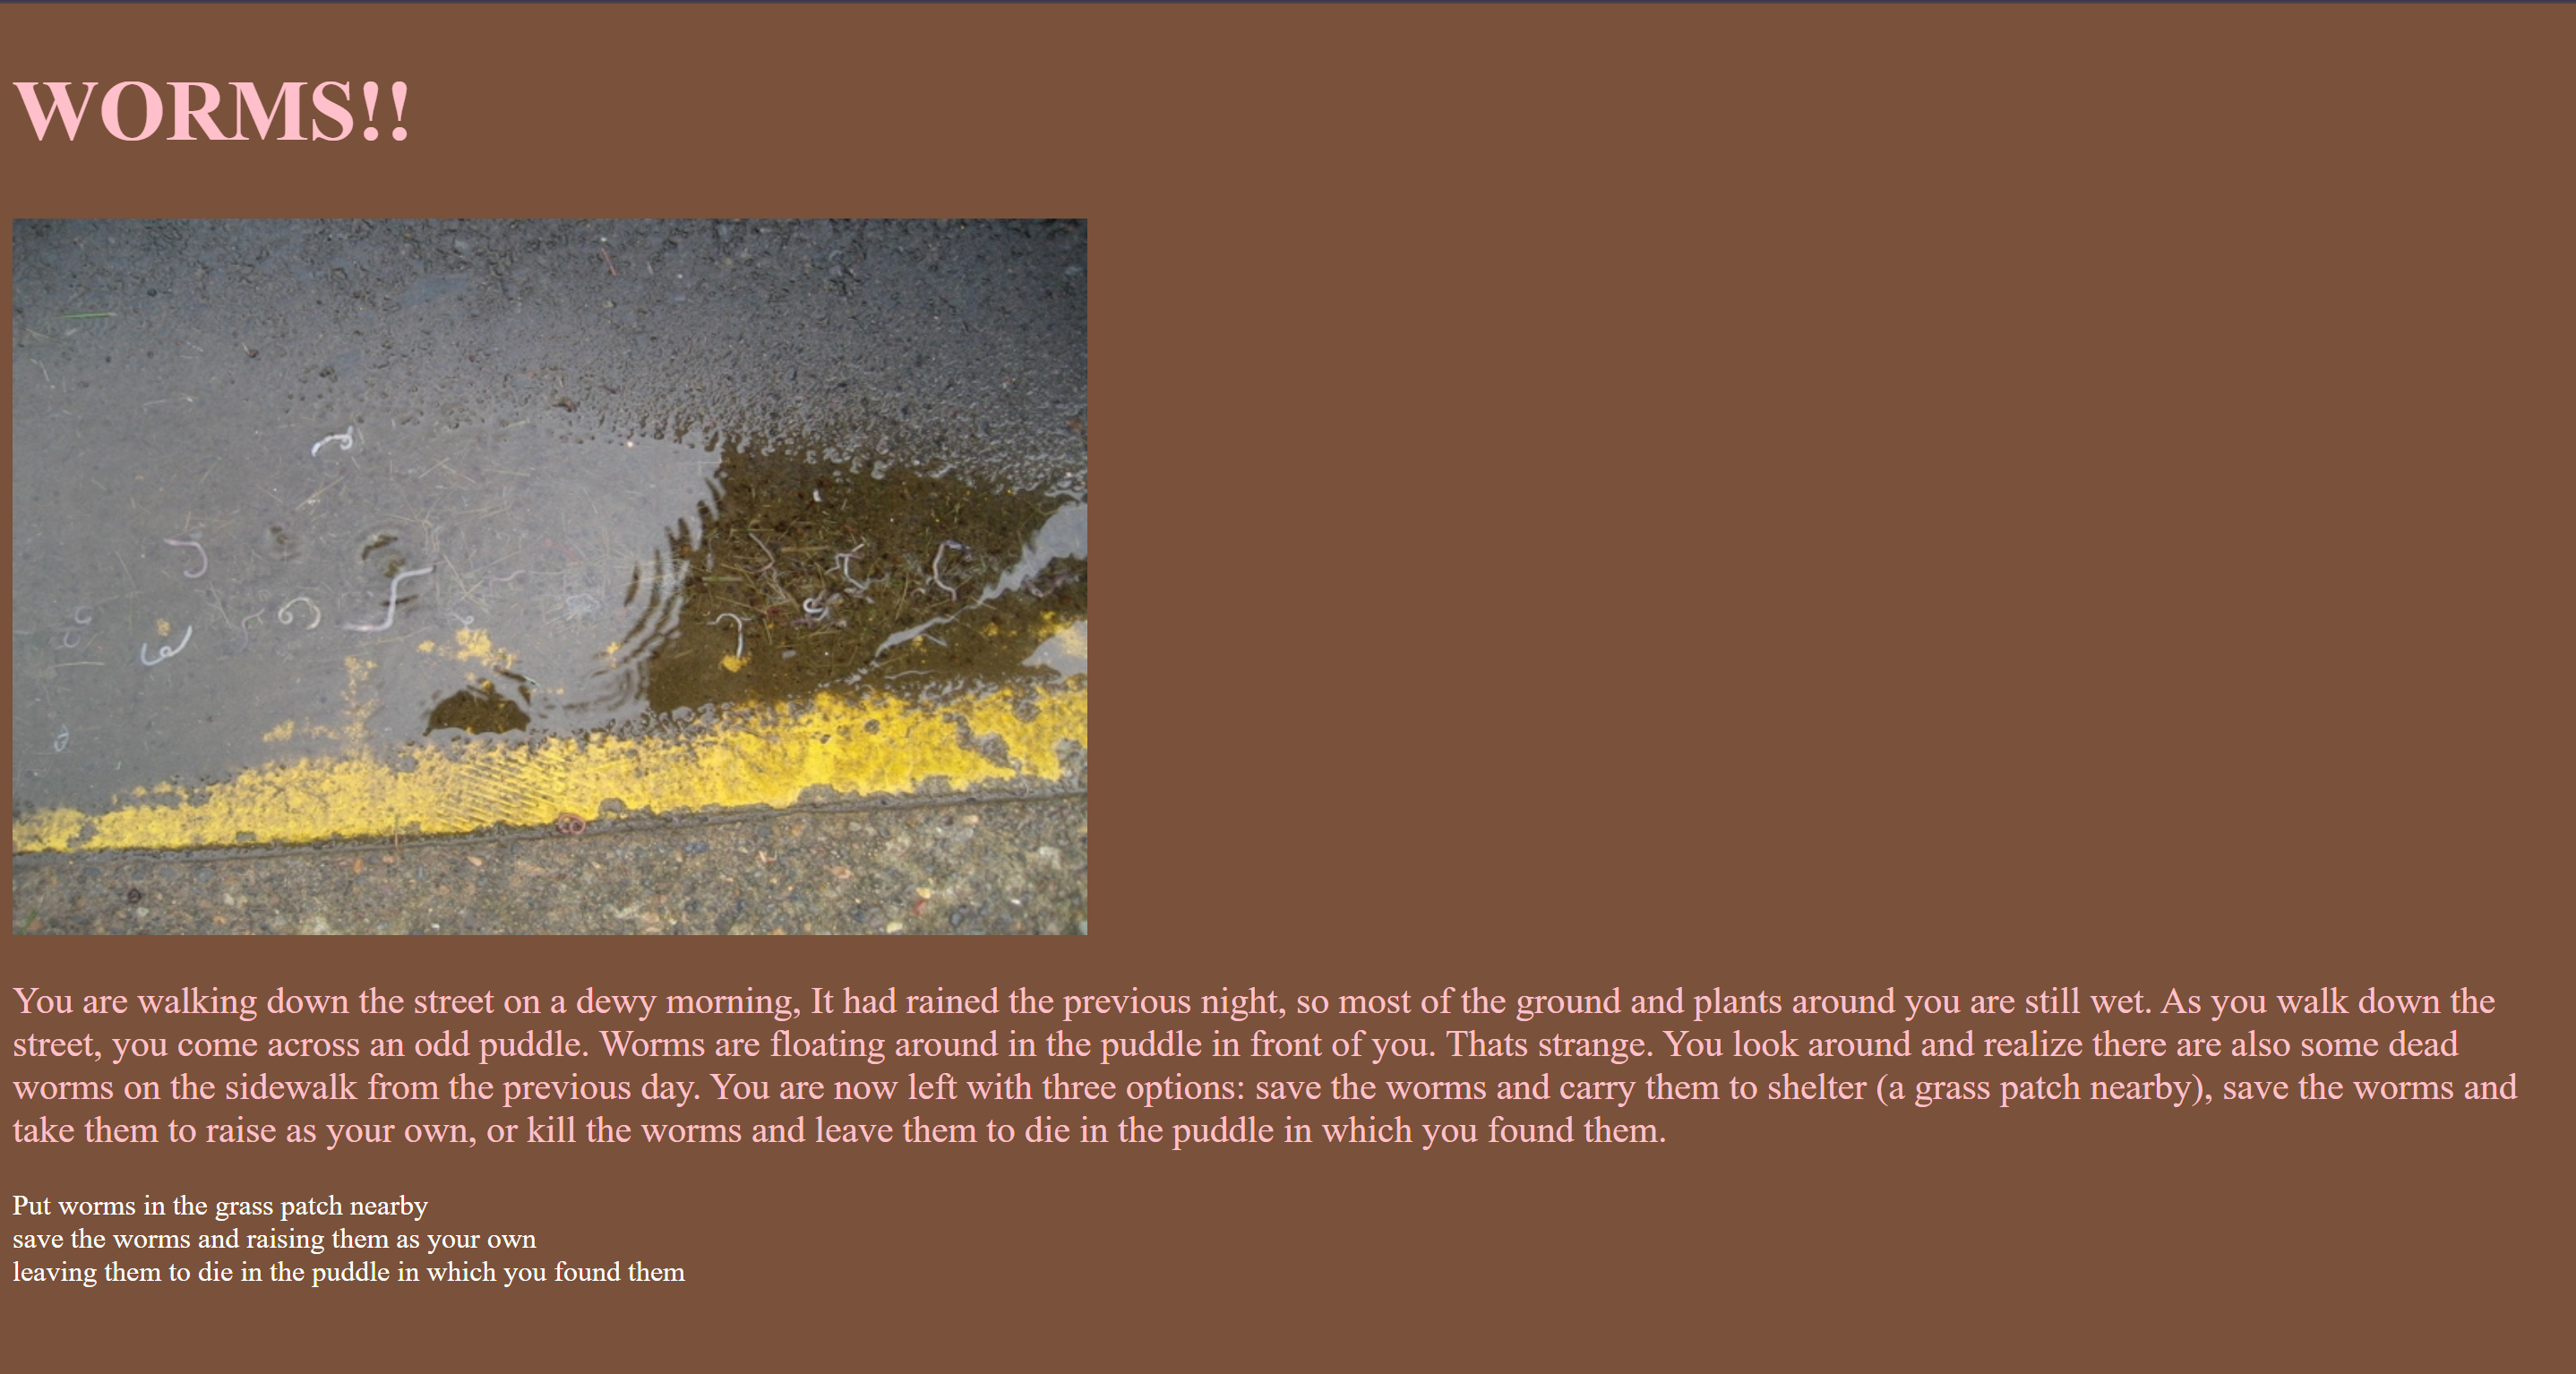 WORMS!!
You are walking down the street on a dewy morning, It had rained the previous night, so most of the ground and plants around you are still wet. As you walk down the
street, you come across an odd puddle. Worms are floating around in the puddle in front of you. Thats strange. You look around and realize there are also some dead
worms on the sidewalk from the previous day. You are now left with three options: save the worms and carry them to shelter (a grass patch nearby), save the worms and
take them to raise as your own, or kill the worms and leave them to die in the puddle in which you found them.
Put worms in the grass patch nearby
save the worms and raising them as your own
leaving them to die in the puddle in which you found them